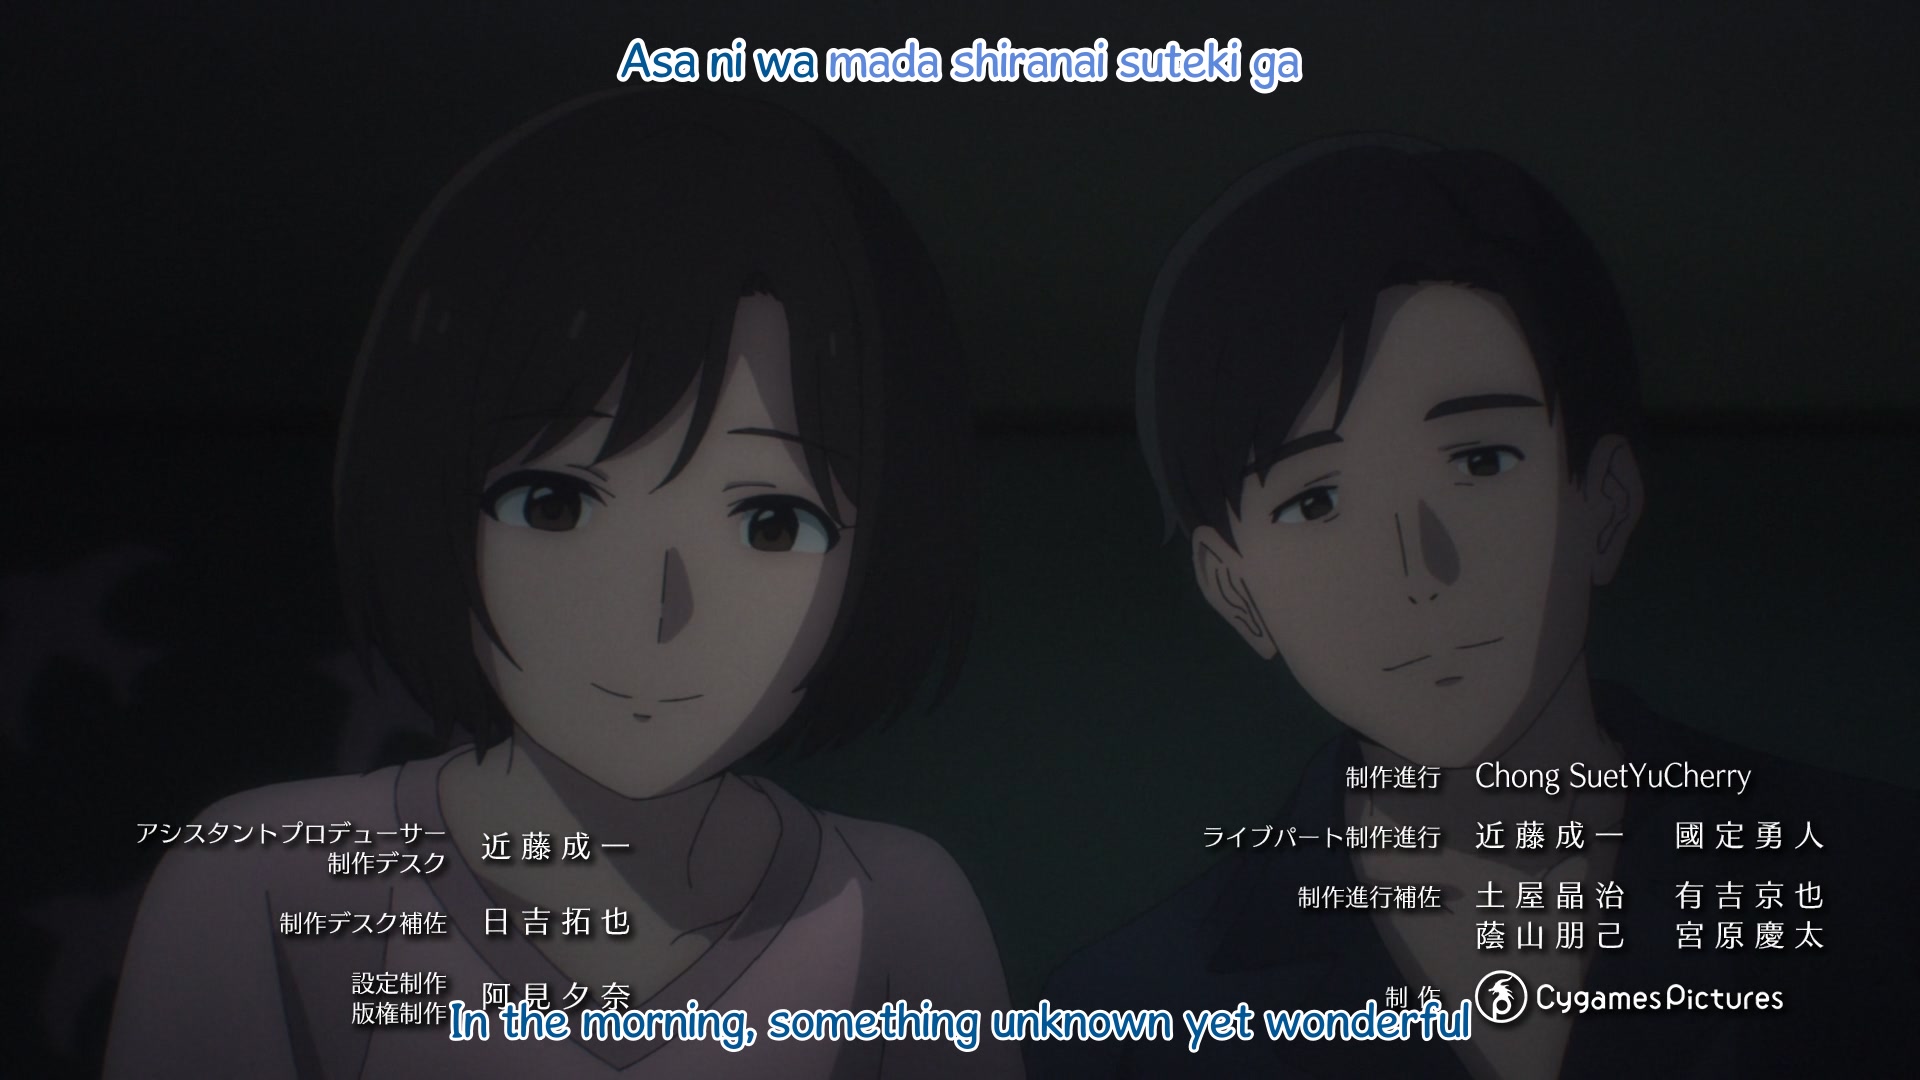 Asa ni wa mada shiranai suteki ga
アシスタントプロデューサー
制作デスク 近藤成一
制作デスク補佐 日吉拓也
設定制作
版権制作 阿見夕奈
制作進行 Chong SuetYuCherry
ライブパート制作進行 近藤成一 國定勇人
制作進行補佐 土屋晶治 有吉京也
蔭山朋己 宮原慶太
制作 CygamesPictures
In the morning, something unknown yet wonderful